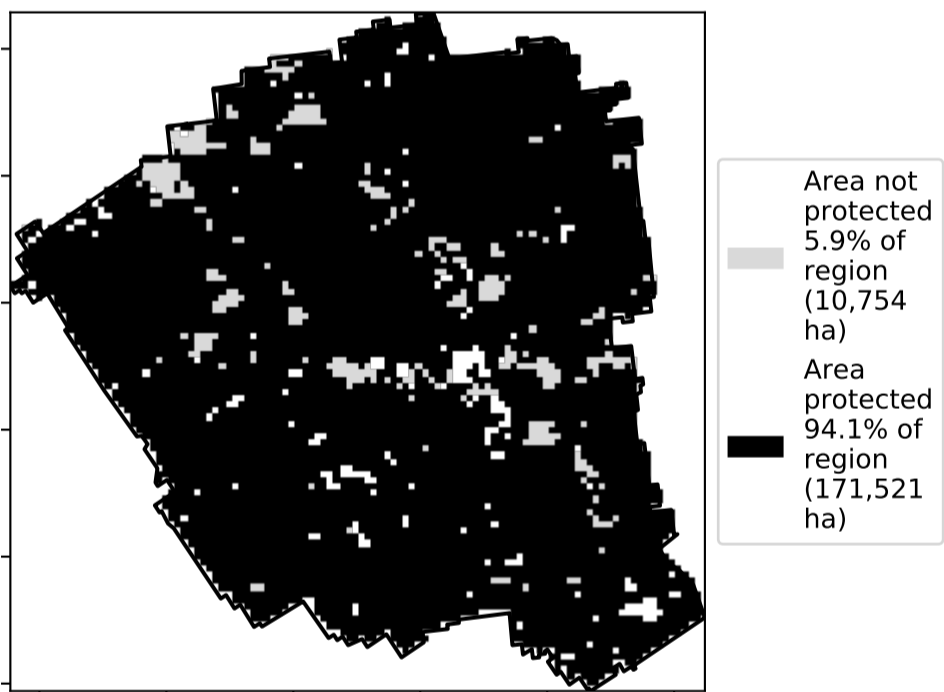 Area not
protected
5.9% of
region
(10,754
ha)
Area
protected
94.1% of
region
(171,521
ha)